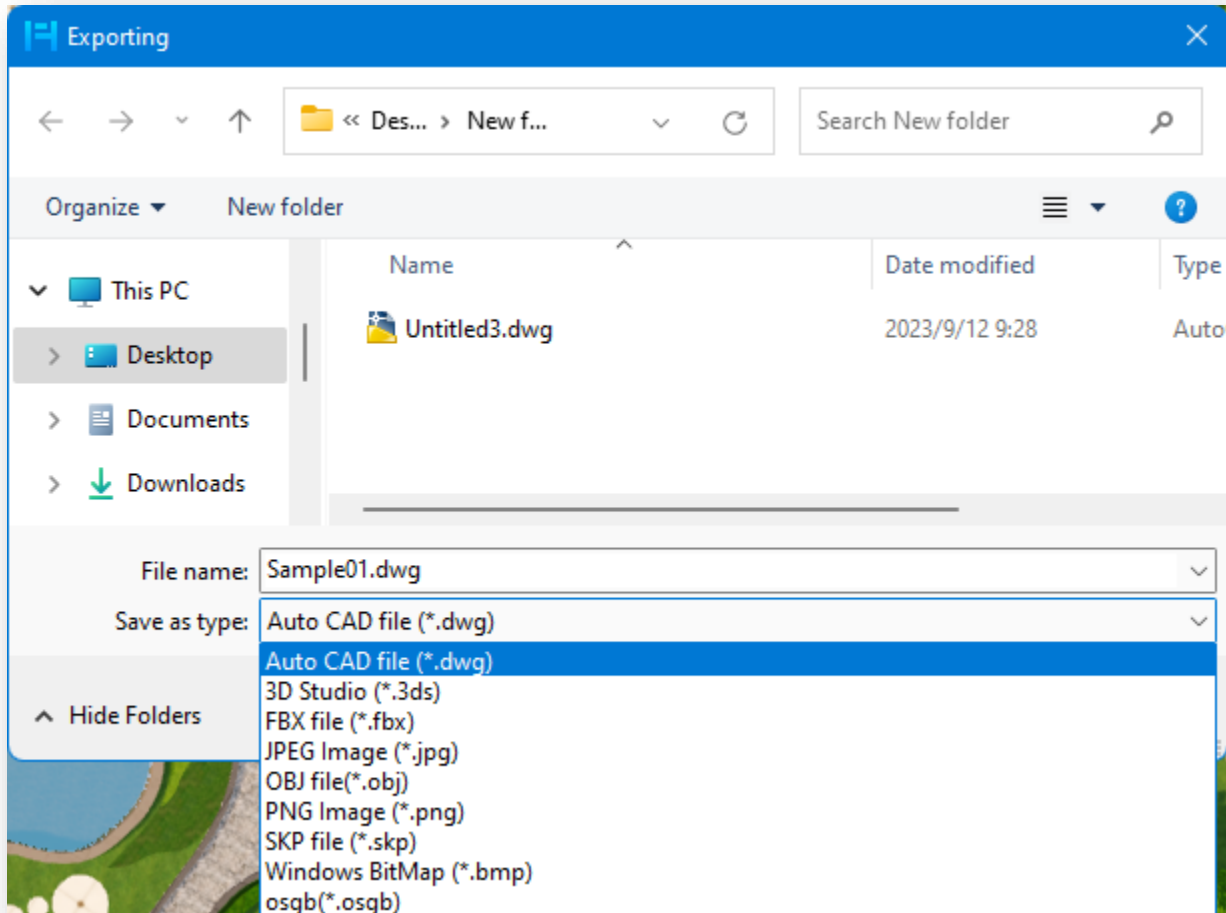 Exporting
« Des... › New f...
Search New folder
Organize
New folder
?
Name
Date modified
Type
This PC
Untitled3.dwg
2023/9/12 9:28
Auto
Desktop
Documents
Downloads
File name: Sample01.dwg
Save as type: Auto CAD file (*.dwg)
Auto CAD file (*.dwg)
3D Studio (*.3ds)
Hide Folders
FBX file (*.fbx)
JPEG Image (*.jpg)
OBJ file(*.obj)
PNG Image (*.png)
SKP file (*.skp)
Windows BitMap (*.bmp)
osgb(*.osgb)